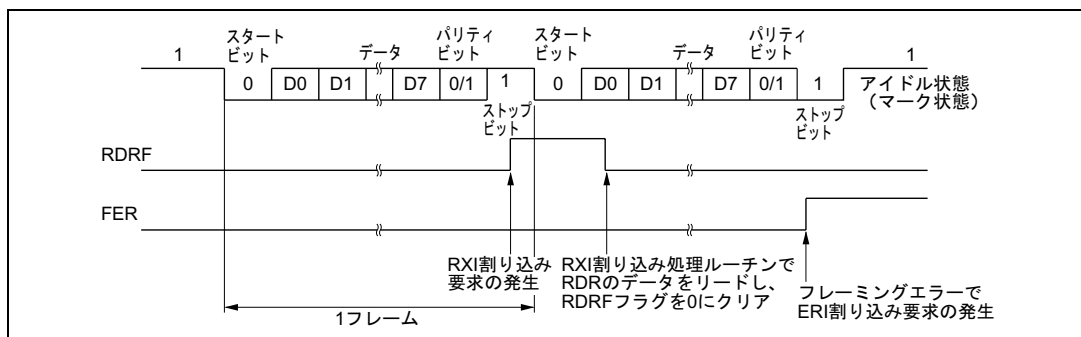 1
スタート
ビット
データ
パリティ
ビット
スタート
ビット
データ
パリティ
ビット
1
0 D0 D1 D7 0/1 1 0 D0 D1 D7 0/1 1
アイドル状態
(マーク状態)
ストップ
ビット
ストップ
ビット
RDRF
FER
RXI割り込み
要求の発生
RXI割り込み処理ルーチンで
RDRのデータをリードし、
RDRFフラグを0にクリア
フレーミングエラーで
ERI割り込み要求の発生
1フレーム